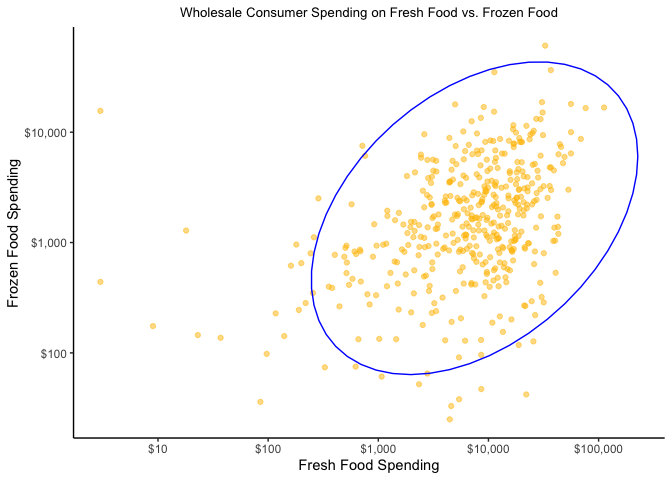 Wholesale Consumer Spending on Fresh Food vs. Frozen Food
Frozen Food Spending
$10,000
$1,000
$100
$10
$100
$1,000
$10,000
$100,000
Fresh Food Spending